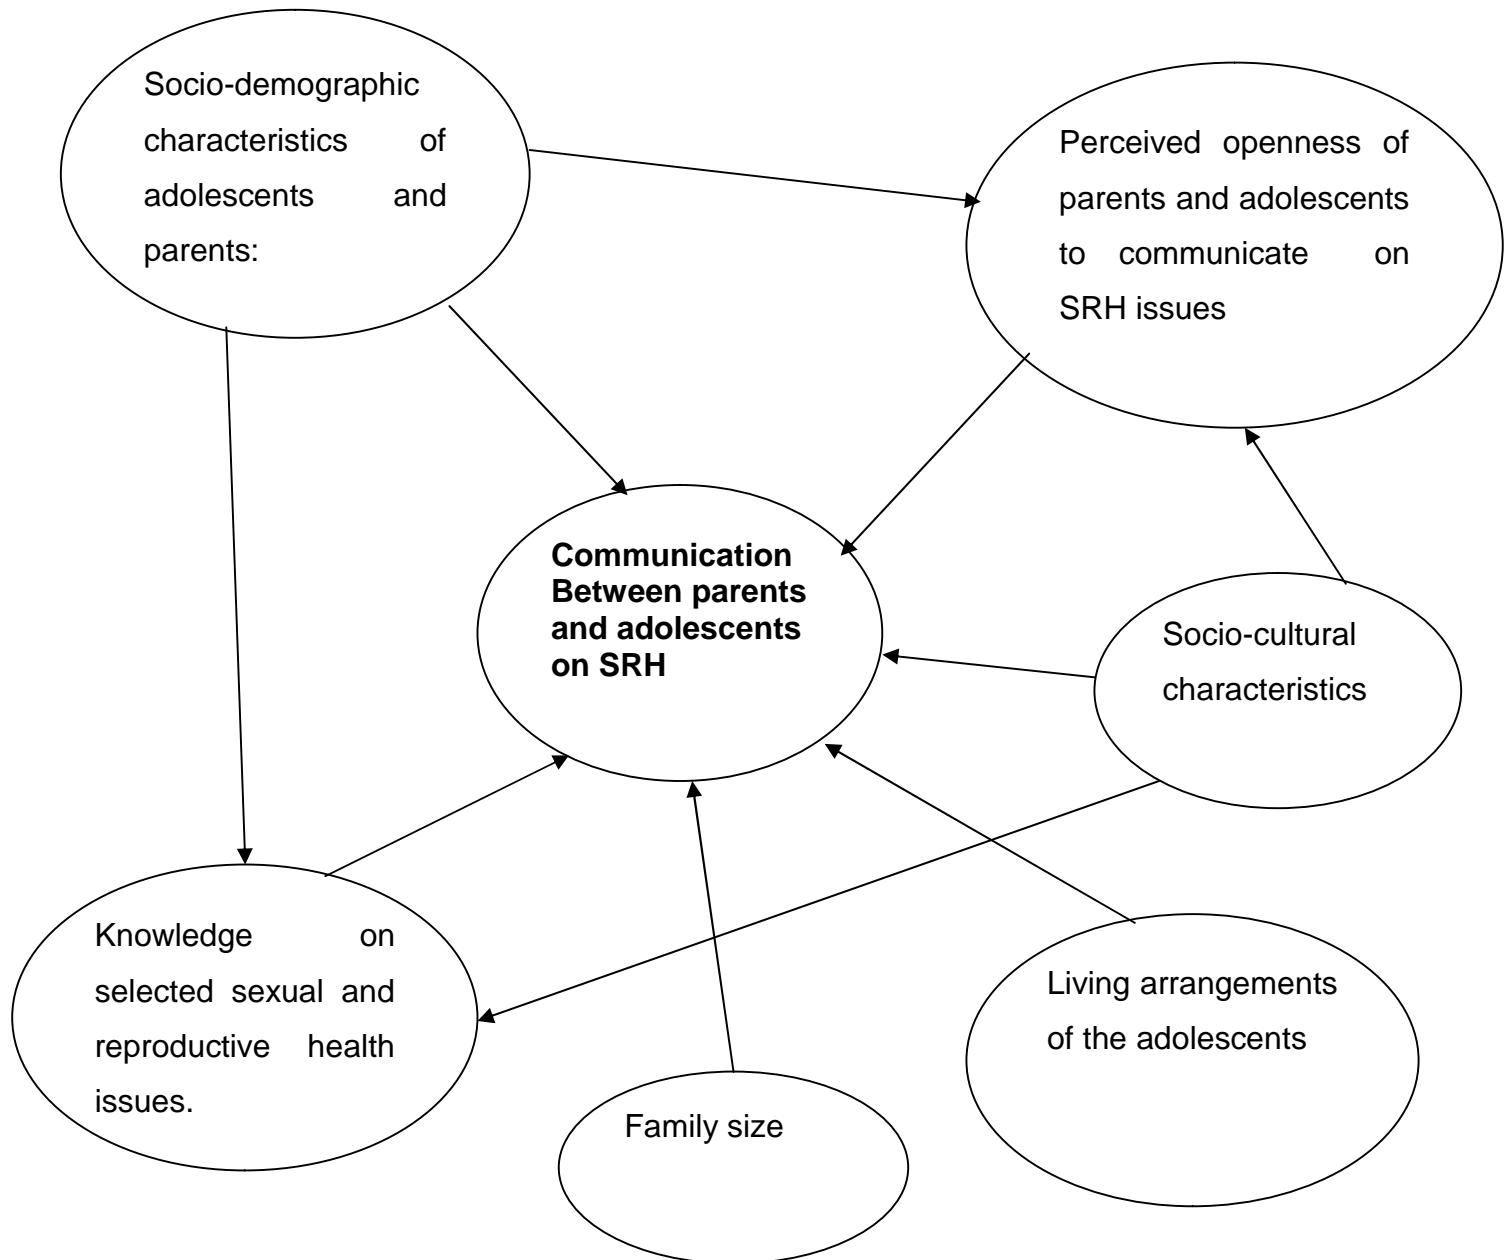 Socio-demographic
characteristics of
adolescents and
parents:
Perceived openness of
parents and adolescents
to communicate on
SRH issues
Communication
Between parents
and adolescents
on SRH
Socio-cultural
characteristics
Knowledge on
selected sexual and
reproductive health
issues.
Living arrangements
of the adolescents
Family size